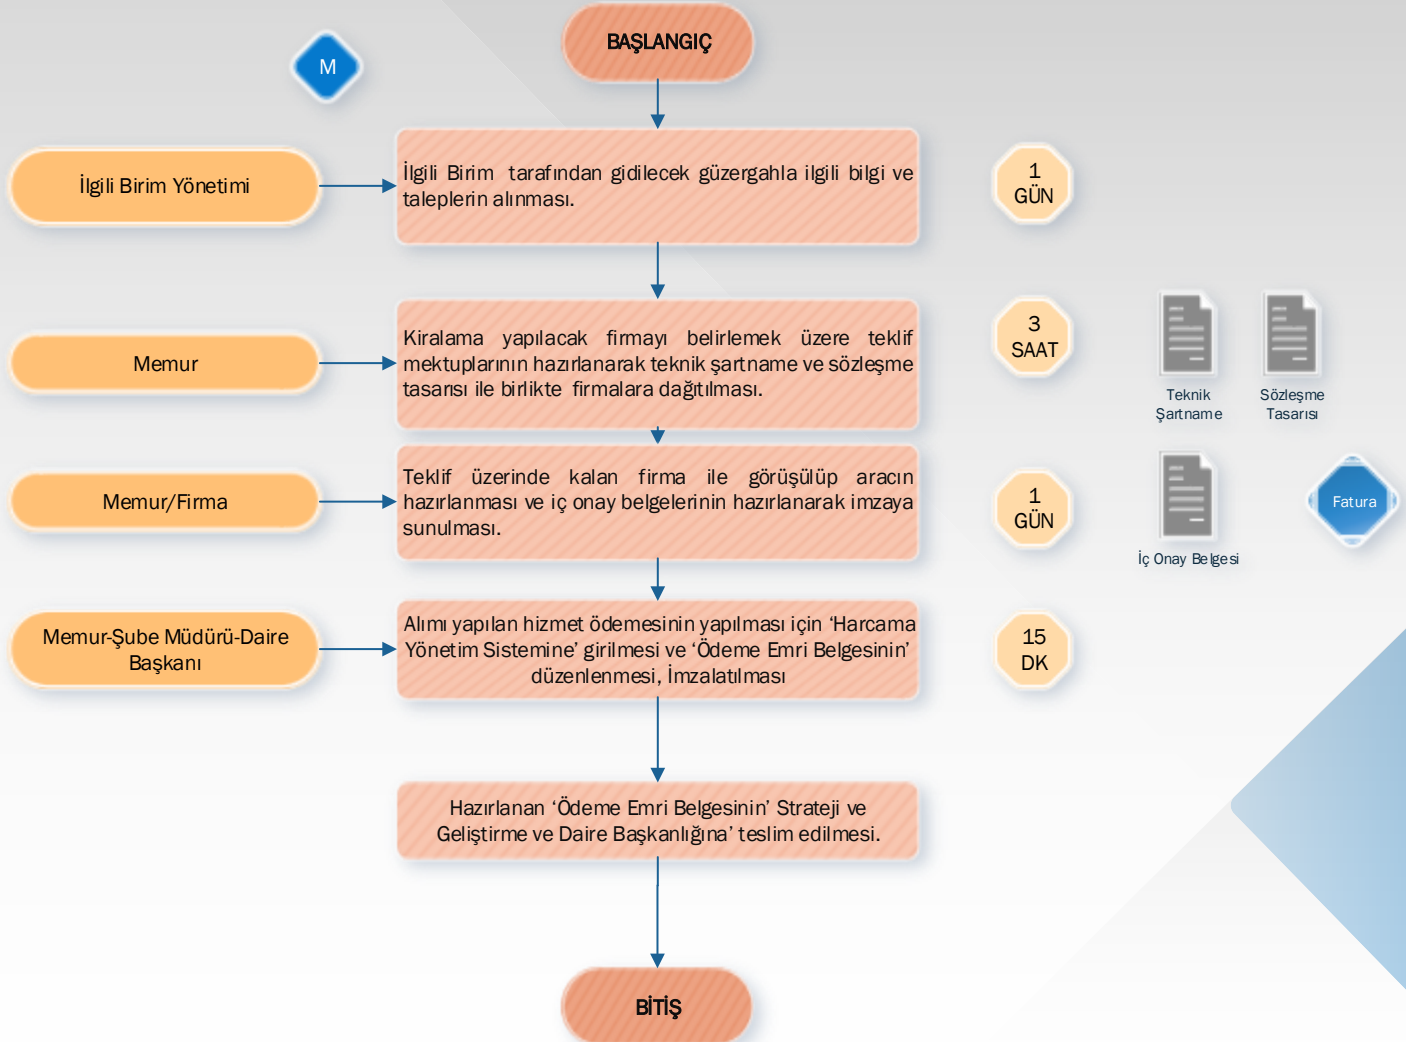 BAŞLANGIÇ
M
İlgili Birim Yönetimi
İlgili Birim tarafından gidilecek güzergahla ilgili bilgi ve
taleplerin alınması.
1
GÜN
Memur
Kiralama yapılacak firmayı belirlemek üzere teklif
mektuplarının hazırlanarak teknik şartname ve sözleşme
tasarısı ile birlikte firmalara dağıtılması.
3
SAAT
Teknik
Şartname
Sözleşme
Tasarısı
Memur/Firma
Teklif üzerinde kalan firma ile görüşülüp aracın
hazırlanması ve iç onay belgelerinin hazırlanarak imzaya
sunulması.
1
GÜN
İç Onay Belgesi
Fatura
Memur-Şube Müdürü-Daire
Başkanı
Alımı yapılan hizmet ödemesinin yapılması için ‘Harcama
Yönetim Sistemine’ girilmesi ve ‘Ödeme Emri Belgesinin’
düzenlenmesi, İmzalatılması
15
DK
Hazırlanan ‘Ödeme Emri Belgesinin’ Strateji ve
Geliştirme ve Daire Başkanlığına’ teslim edilmesi.
BİTİŞ